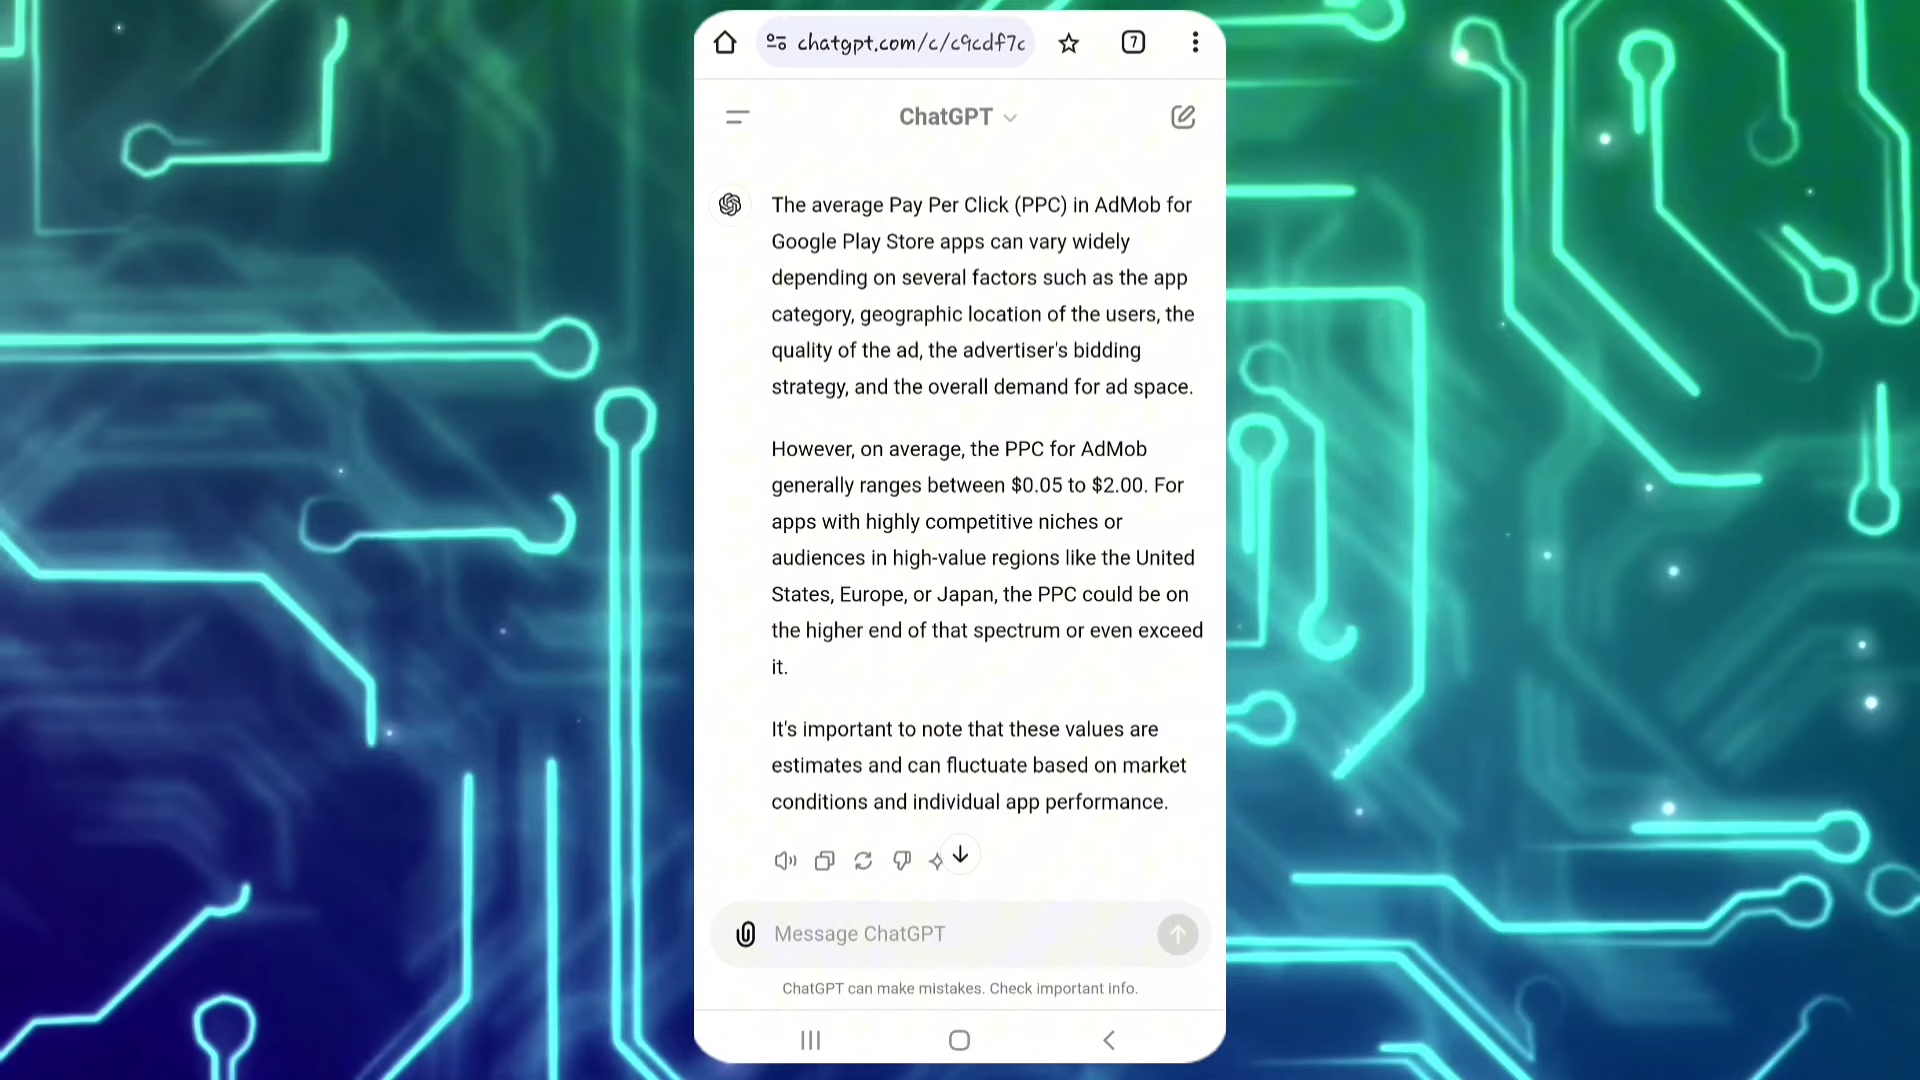 chatgpt.com/c/c9cdf7c
7
ChatGPT
The average Pay Per Click (PPC) in AdMob for
Google Play Store apps can vary widely
depending on several factors such as the app
category, geographic location of the users, the
quality of the ad, the advertiser's bidding
strategy, and the overall demand for ad space.
However, on average, the PPC for AdMob
generally ranges between $0.05 to $2.00. For
apps with highly competitive niches or
audiences in high-value regions like the United
States, Europe, or Japan, the PPC could be on
the higher end of that spectrum or even exceed
it.
It's important to note that these values are
estimates and can fluctuate based on market
conditions and individual app performance.
Message ChatGPT
ChatGPT can make mistakes. Check important info.